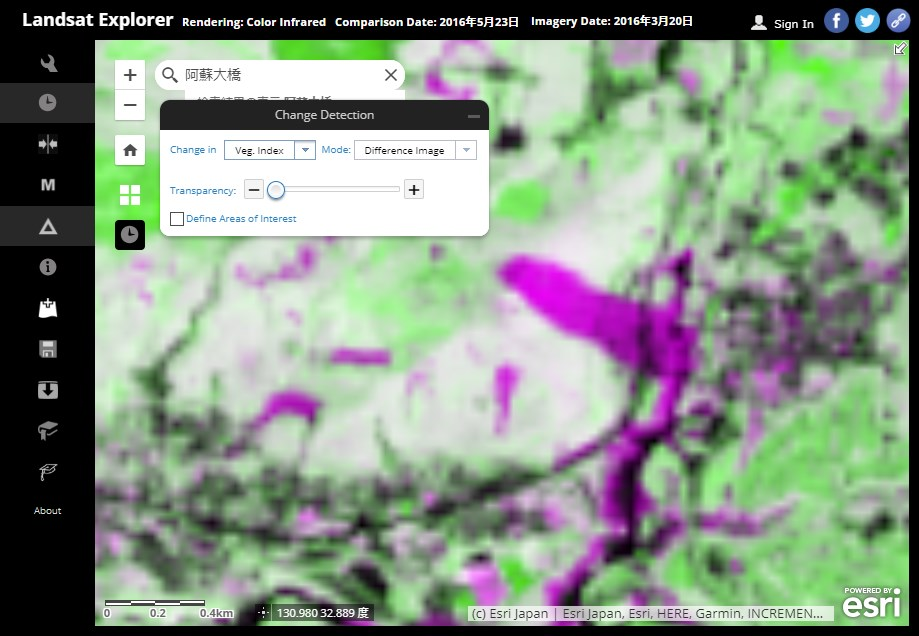 Landsat Explorer Rendering: Color Infrared Comparison Date: 2016年5月23日 Imagery Date: 2016年3月20日 Sign In
阿蘇大橋
Change Detection
Change in Veg. Index Mode: Difference Image
Transparency:
Define Areas of Interest
M
About
0 0.2 0.4km
130.980 32.889 度
(c) Esri Japan | Esri Japan, Esri, HERE, Garmin, INCREMEN...
POWERED BY
esri